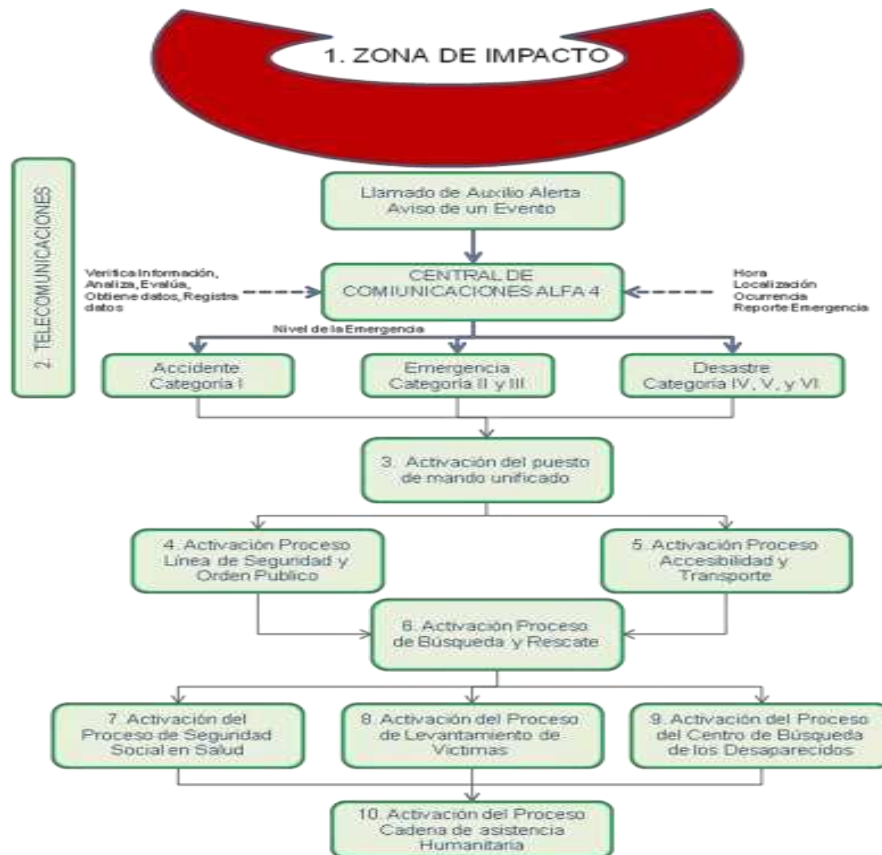 1. ZONA DE IMPACTO
2. TELECOMUNICACIONES
Llamado de Auxilio Alerta
Aviso de un Evento
Verifica Información,
Analiza, Evalúa,
Obtiene datos, Registra
datos
CENTRAL DE
COMIUNICACIONES ALFA 4
Hora
Localización
Ocurrencia
Reporte Emergencia
Nivel de la Emergencia
Accidente
Categoría I
Emergencia
Categoría II y III
Desastre
Categoría IV, V, y VI
3. Activación del puesto
de mando unificado
4. Activación Proceso
Línea de Seguridad y
Orden Publico
5. Activación Proceso
Accesibilidad y
Transporte
6. Activación Proceso
de Búsqueda y Rescate
7. Activación del
Proceso de Seguridad
Social en Salud
8. Activación del Proceso
de Levantamiento de
Víctimas
9. Activación del Proceso
del Centro de Búsqueda
de los Desaparecidos
10. Activación del Proceso
Cadena de asistencia
Humanitaria